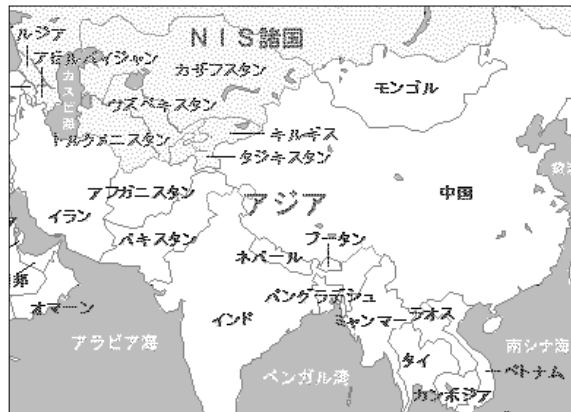 ルジア
NIS諸国
アゼルバイジャン
カザフスタン
カスピ海
モンゴル
ウズベキスタン
トルクメニスタン
キルギス
タジキスタン
アフガニスタン
アジア
中国
イラン
パキスタン
ブータン
ネパール
邦
オマーン
バングラデシュ
インド
ミャンマー
ラオス
アラビア海
南シナ海
タイ
ベトナム
ベンガル湾
カンボジア